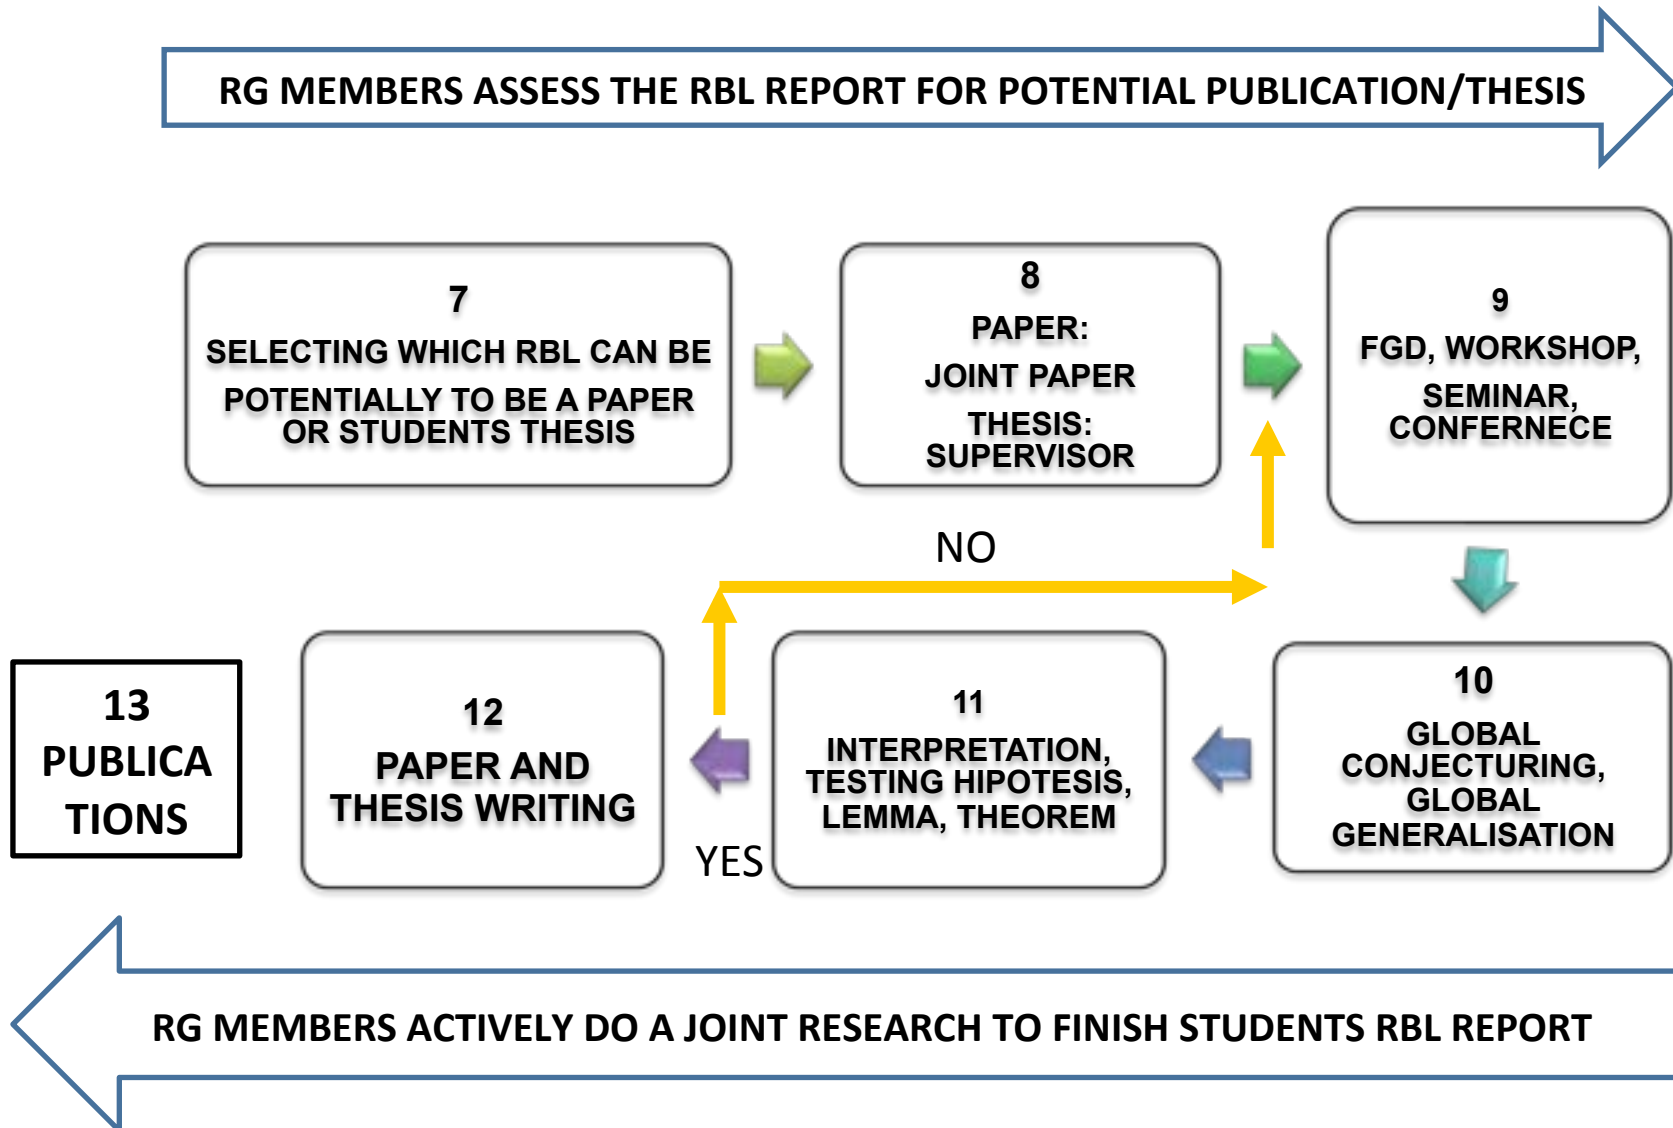 RG MEMBERS ASSESS THE RBL REPORT FOR POTENTIAL PUBLICATION/THESIS
7
SELECTING WHICH RBL CAN BE
POTENTIALLY TO BE A PAPER
OR STUDENTS THESIS
8
PAPER:
JOINT PAPER
THESIS:
SUPERVISOR
9
FGD, WORKSHOP,
SEMINAR,
CONFERNECE
NO
13
PUBLICA
TIONS
12
PAPER AND
THESIS WRITING
YES
11
INTERPRETATION,
TESTING HIPOTESIS,
LEMMA, THEOREM
10
GLOBAL
CONJECTURING,
GLOBAL
GENERALISATION
RG MEMBERS ACTIVELY DO A JOINT RESEARCH TO FINISH STUDENTS RBL REPORT